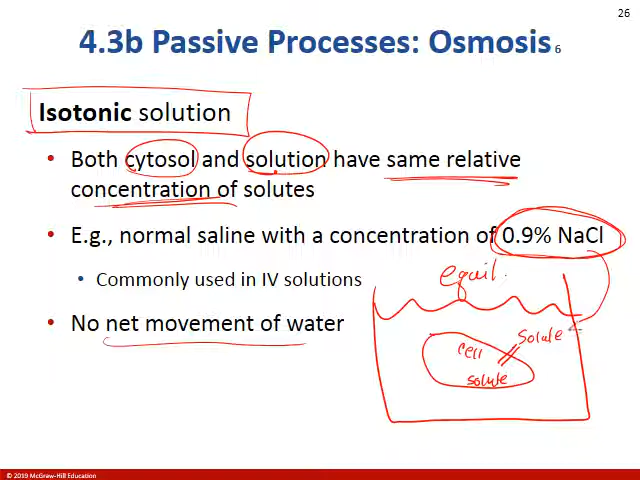 26
4.3b Passive Processes: Osmosis 6
Isotonic solution
• Both cytosol and solution have same relative
concentration of solutes
• E.g., normal saline with a concentration of 0.9% NaCl
• Commonly used in IV solutions
• No net movement of water
equil.
solute
cell
solute
© 2019 McGraw-Hill Education